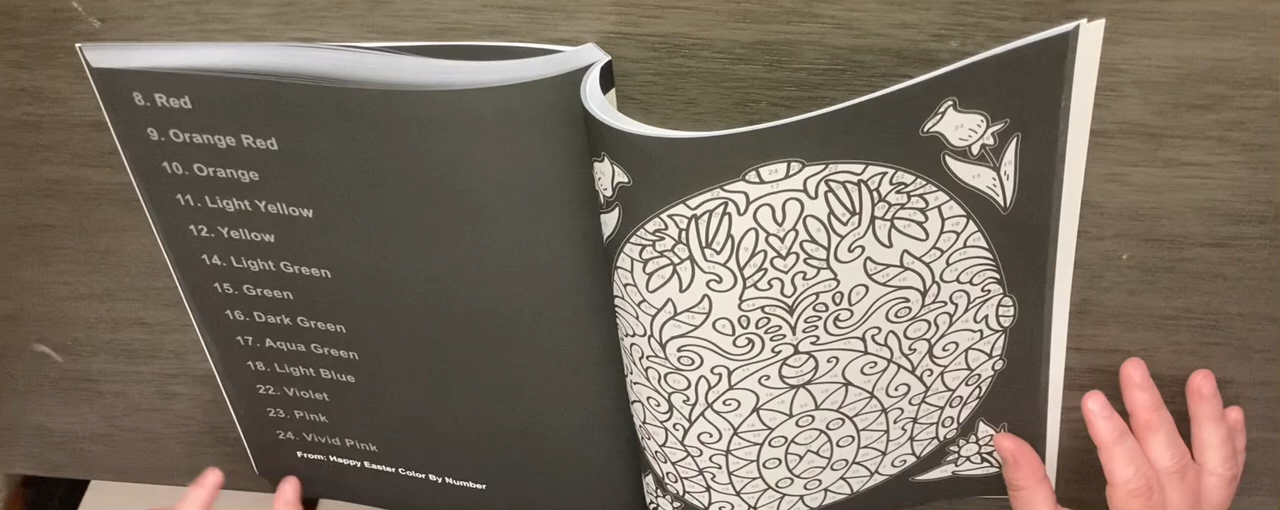 8. Red
9. Orange Red
10. Orange
11. Light Yellow
12. Yellow
14. Light Green
15. Green
16. Dark Green
17. Aqua Green
18. Light Blue
22. Violet
23. Pink
24. Vivid Pink
From: Happy Easter Color By Number